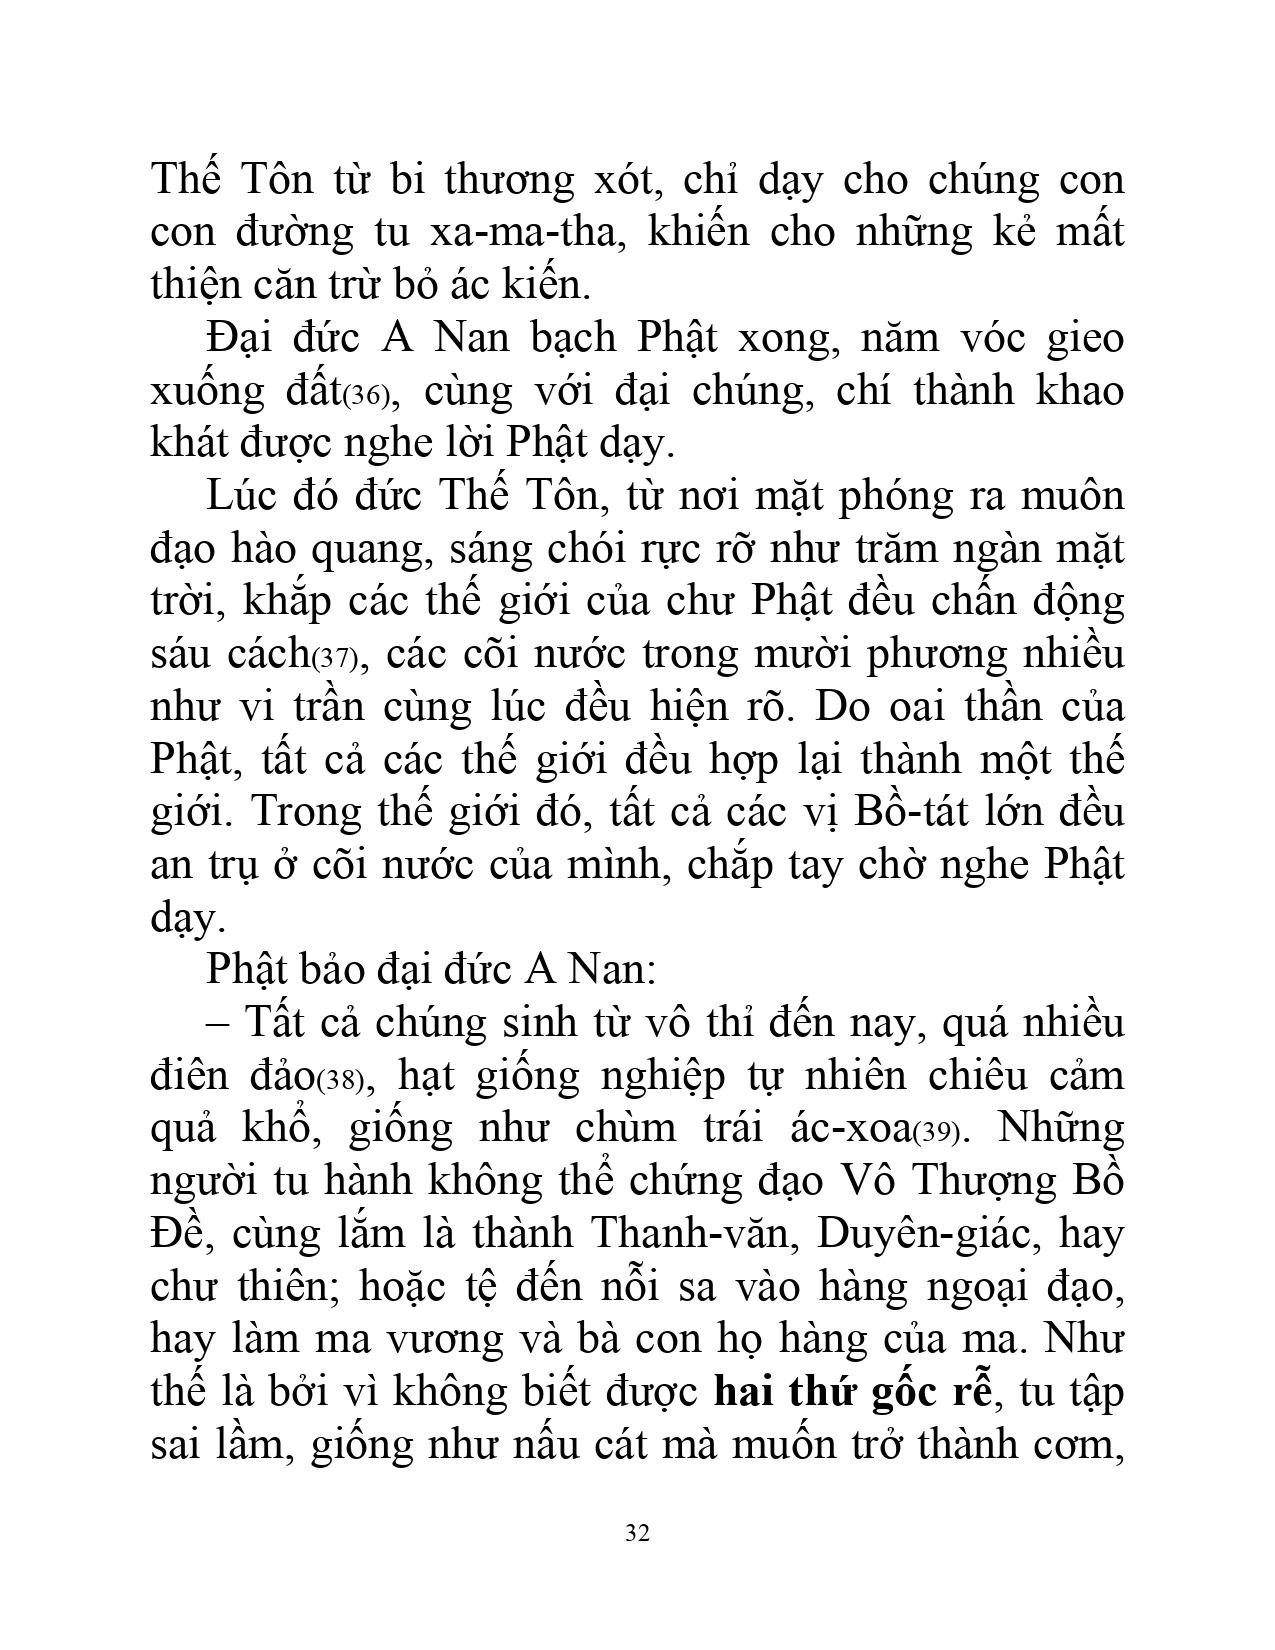 Thế Tôn từ bi thương xót, chỉ dạy cho chúng con
con đường tu xa-ma-tha, khiến cho những kẻ mất
thiện căn trừ bỏ ác kiến.
Đại đức A Nan bạch Phật xong, năm vóc gieo
xuống đất(36), cùng với đại chúng, chí thành khao
khát được nghe lời Phật dạy.
Lúc đó đức Thế Tôn, từ nơi mặt phóng ra muôn
đạo hào quang, sáng chói rực rỡ như trăm ngàn mặt
trời, khắp các thế giới của chư Phật đều chấn động
sáu cách(37), các cõi nước trong mười phương nhiều
như vi trần cùng lúc đều hiện rõ. Do oai thần của
Phật, tất cả các thế giới đều hợp lại thành một thế
giới. Trong thế giới đó, tất cả các vị Bồ-tát lớn đều
an trụ ở cõi nước của mình, chắp tay chờ nghe Phật
dạy.
Phật bảo đại đức A Nan:
– Tất cả chúng sinh từ vô thỉ đến nay, quá nhiều
điên đảo(38), hạt giống nghiệp tự nhiên chiêu cảm
quả khổ, giống như chùm trái ác-xoa(39). Những
người tu hành không thể chứng đạo Vô Thượng Bồ
Đề, cùng lắm là thành Thanh-văn, Duyên-giác, hay
chư thiên; hoặc tệ đến nỗi sa vào hàng ngoại đạo,
hay làm ma vương và bà con họ hàng của ma. Như
thế là bởi vì không biết được hai thứ gốc rễ, tu tập
sai lầm, giống như nấu cát mà muốn trở thành cơm,
32